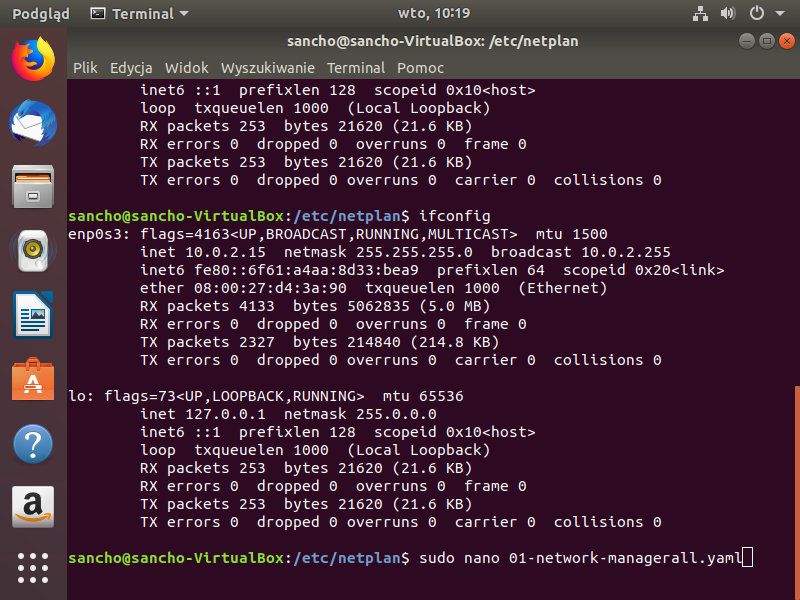 Podgląd Terminal wto, 10:19
sancho@sancho-VirtualBox: /etc/netplan
Plik Edycja Widok Wyszukiwanie Terminal Pomoc
inet6 ::1 prefixlen 128 scopeid 0x10<host>
loop txqueuelen 1000 (Local Loopback)
RX packets 253 bytes 21620 (21.6 KB)
RX errors 0 dropped 0 overruns 0 frame 0
TX packets 253 bytes 21620 (21.6 KB)
TX errors 0 dropped 0 overruns 0 carrier 0 collisions 0
sancho@sancho-VirtualBox:/etc/netplan$ ifconfig
enp0s3: flags=4163<UP,BROADCAST,RUNNING,MULTICAST> mtu 1500
inet 10.0.2.15 netmask 255.255.255.0 broadcast 10.0.2.255
inet6 fe80::6f61:a4aa:8d33:bea9 prefixlen 64 scopeid 0x20<link>
ether 08:00:27:d4:3a:90 txqueuelen 1000 (Ethernet)
RX packets 4133 bytes 5062835 (5.0 MB)
RX errors 0 dropped 0 overruns 0 frame 0
TX packets 2327 bytes 214840 (214.8 KB)
TX errors 0 dropped 0 overruns 0 carrier 0 collisions 0
lo: flags=73<UP,LOOPBACK,RUNNING> mtu 65536
inet 127.0.0.1 netmask 255.0.0.0
inet6 ::1 prefixlen 128 scopeid 0x10<host>
loop txqueuelen 1000 (Local Loopback)
RX packets 253 bytes 21620 (21.6 KB)
RX errors 0 dropped 0 overruns 0 frame 0
TX packets 253 bytes 21620 (21.6 KB)
TX errors 0 dropped 0 overruns 0 carrier 0 collisions 0
sancho@sancho-VirtualBox:/etc/netplan$ sudo nano 01-network-managerall.yaml